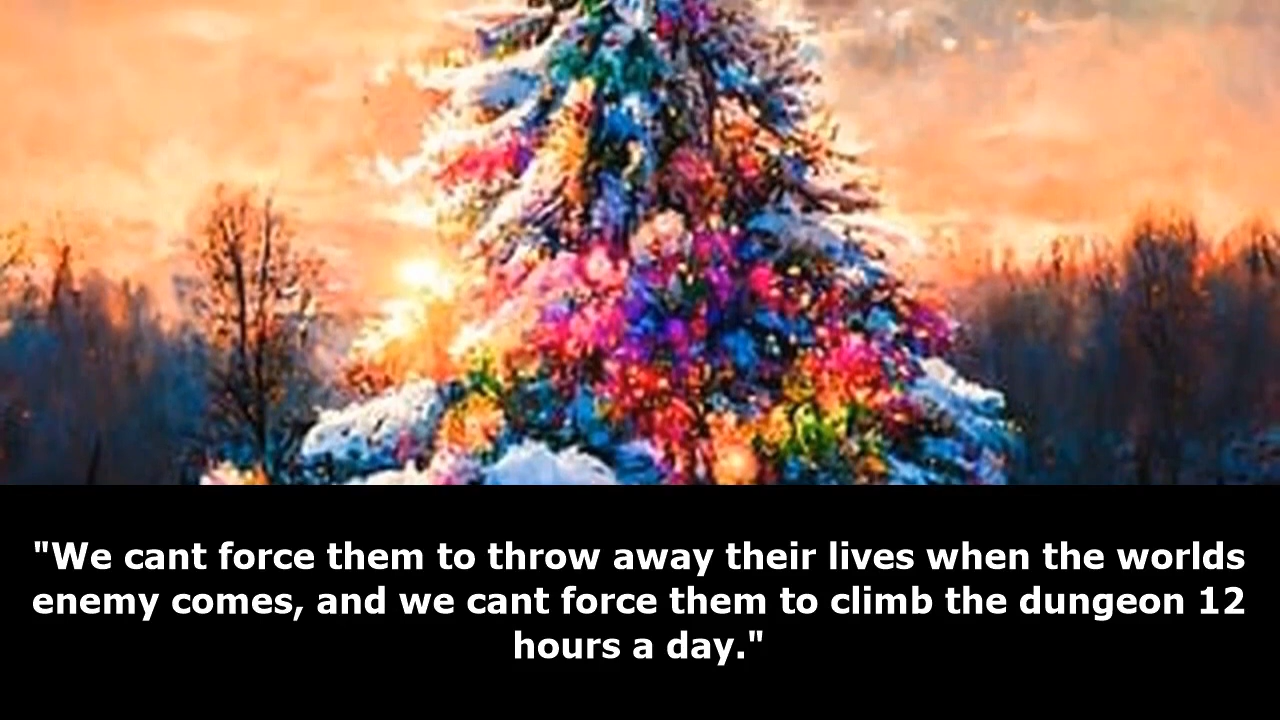 "We cant force them to throw away their lives when the worlds
enemy comes, and we cant force them to climb the dungeon 12
hours a day."